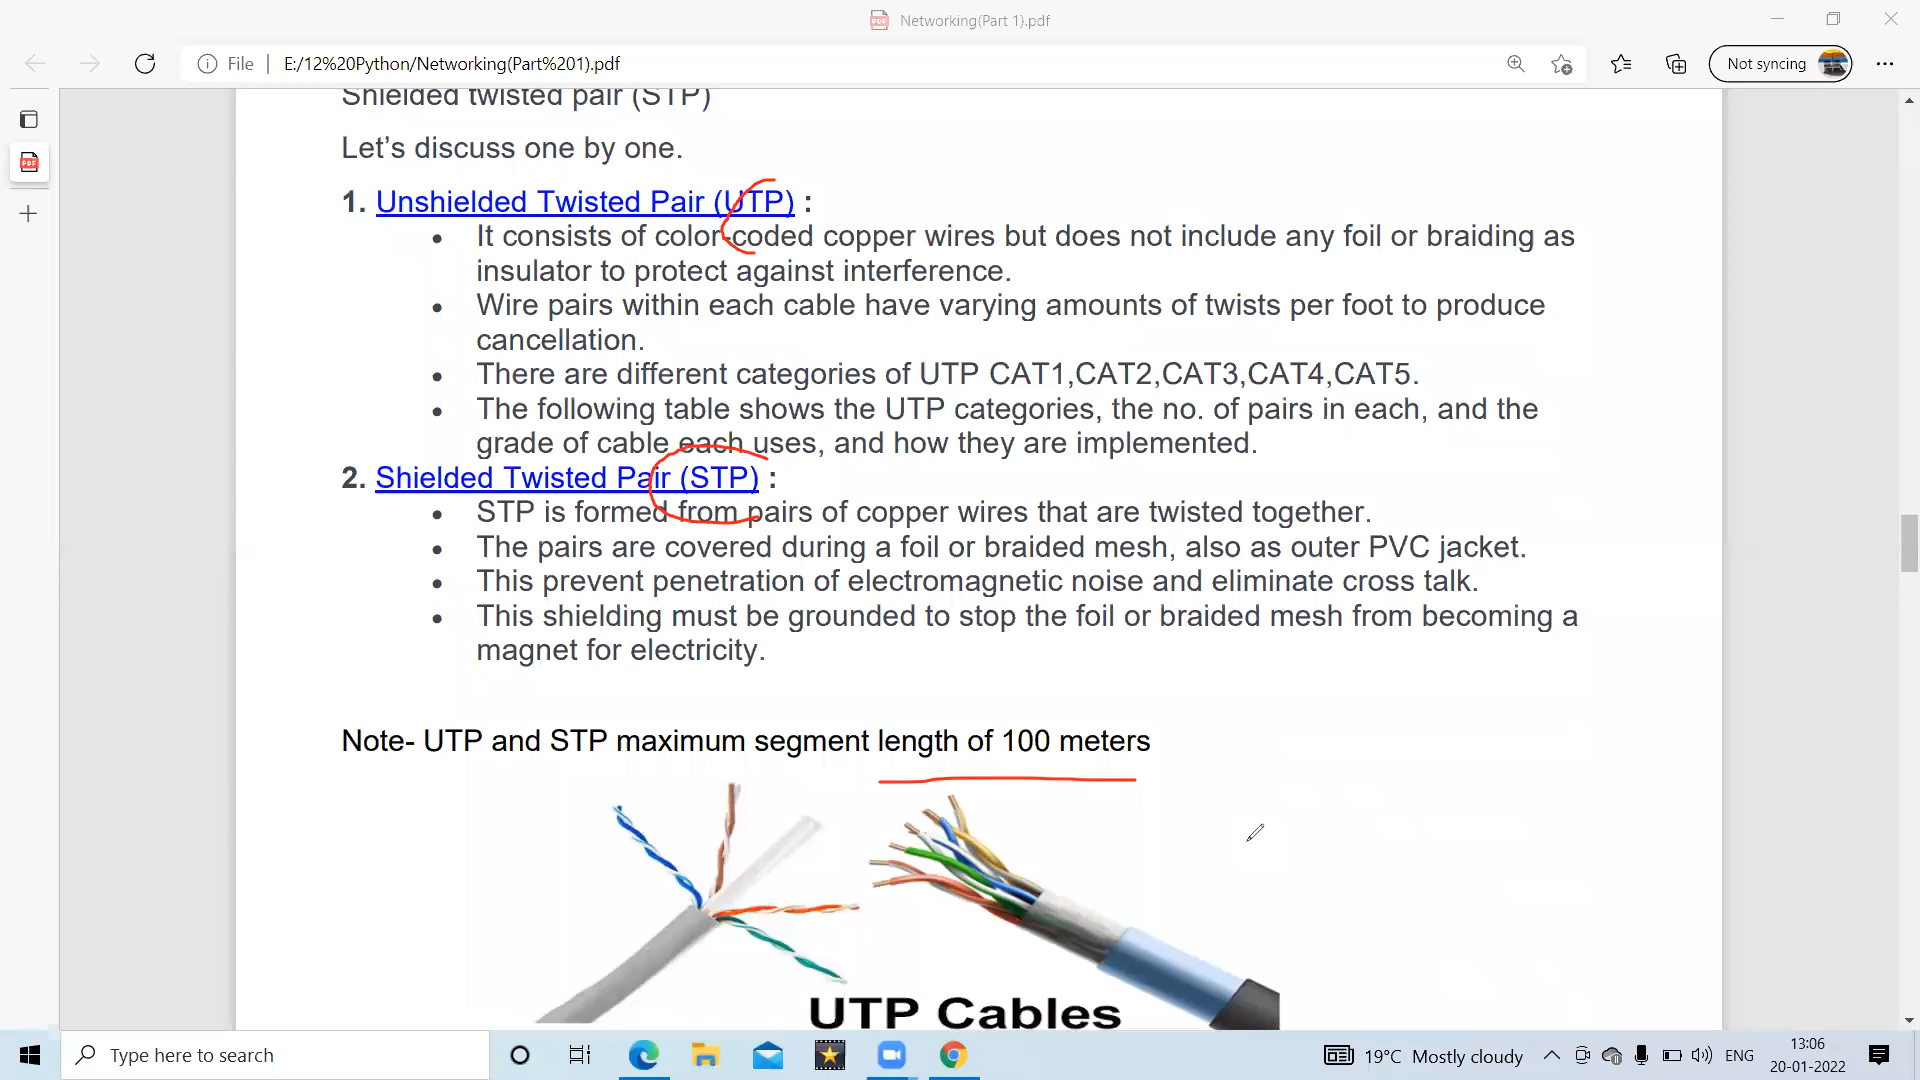 Networking(Part 1).pdf
File
E:/12%20Python/Networking(Part%201).pdf
Not syncing
Shielded twisted pair (STP)
Let’s discuss one by one.
1. Unshielded Twisted Pair (UTP) :
• It consists of color-coded copper wires but does not include any foil or braiding as
insulator to protect against interference.
• Wire pairs within each cable have varying amounts of twists per foot to produce
cancellation.
• There are different categories of UTP CAT1,CAT2,CAT3,CAT4,CAT5.
• The following table shows the UTP categories, the no. of pairs in each, and the
grade of cable each uses, and how they are implemented.
2. Shielded Twisted Pair (STP) :
• STP is formed from pairs of copper wires that are twisted together.
• The pairs are covered during a foil or braided mesh, also as outer PVC jacket.
• This prevent penetration of electromagnetic noise and eliminate cross talk.
• This shielding must be grounded to stop the foil or braided mesh from becoming a
magnet for electricity.
Note- UTP and STP maximum segment length of 100 meters
UTP Cables
Type here to search
19°C Mostly cloudy
ENG
13:06
20-01-2022